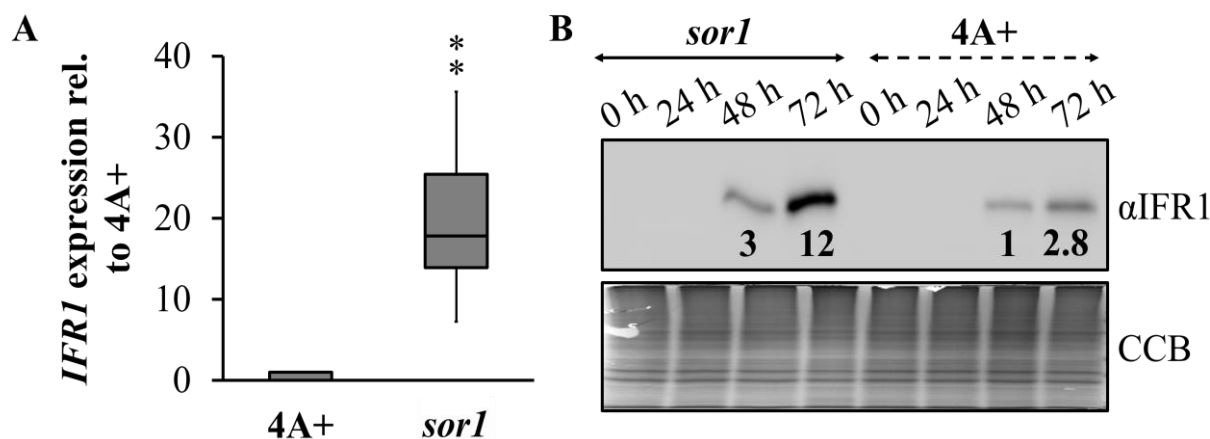 A
IFR1 expression rel.
to 4A+
40
30
20
10
0
*
*
4A+
sor1
B
sor1
4A+
0 h
24 h
48 h
72 h
0 h
24 h
48 h
72 h
3
12
1
2.8
αIFR1
CCB